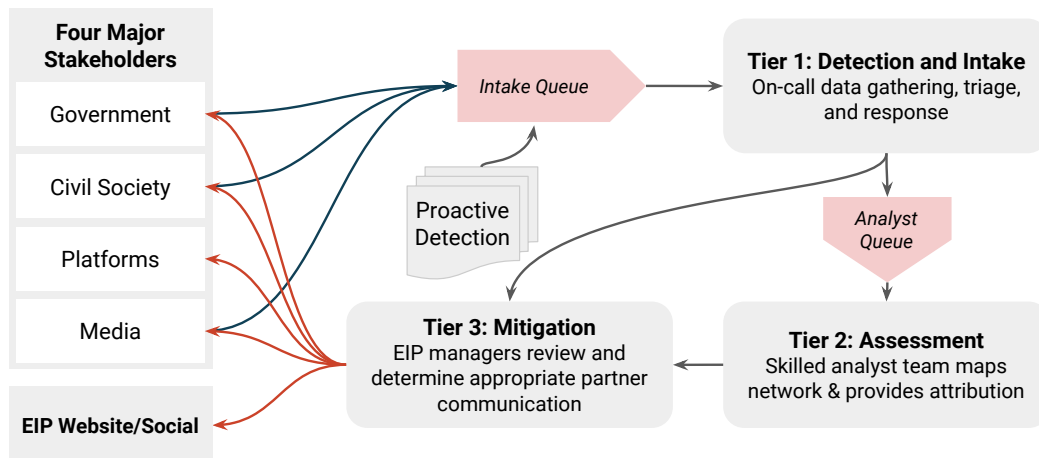 Four Major
Stakeholders
Government
Civil Society
Platforms
Media
EIP Website/Social
Intake Queue
Proactive
Detection
Tier 1: Detection and Intake
On-call data gathering, triage,
and response
Analyst
Queue
Tier 2: Assessment
Skilled analyst team maps
network & provides attribution
Tier 3: Mitigation
EIP managers review and
determine appropriate partner
communication